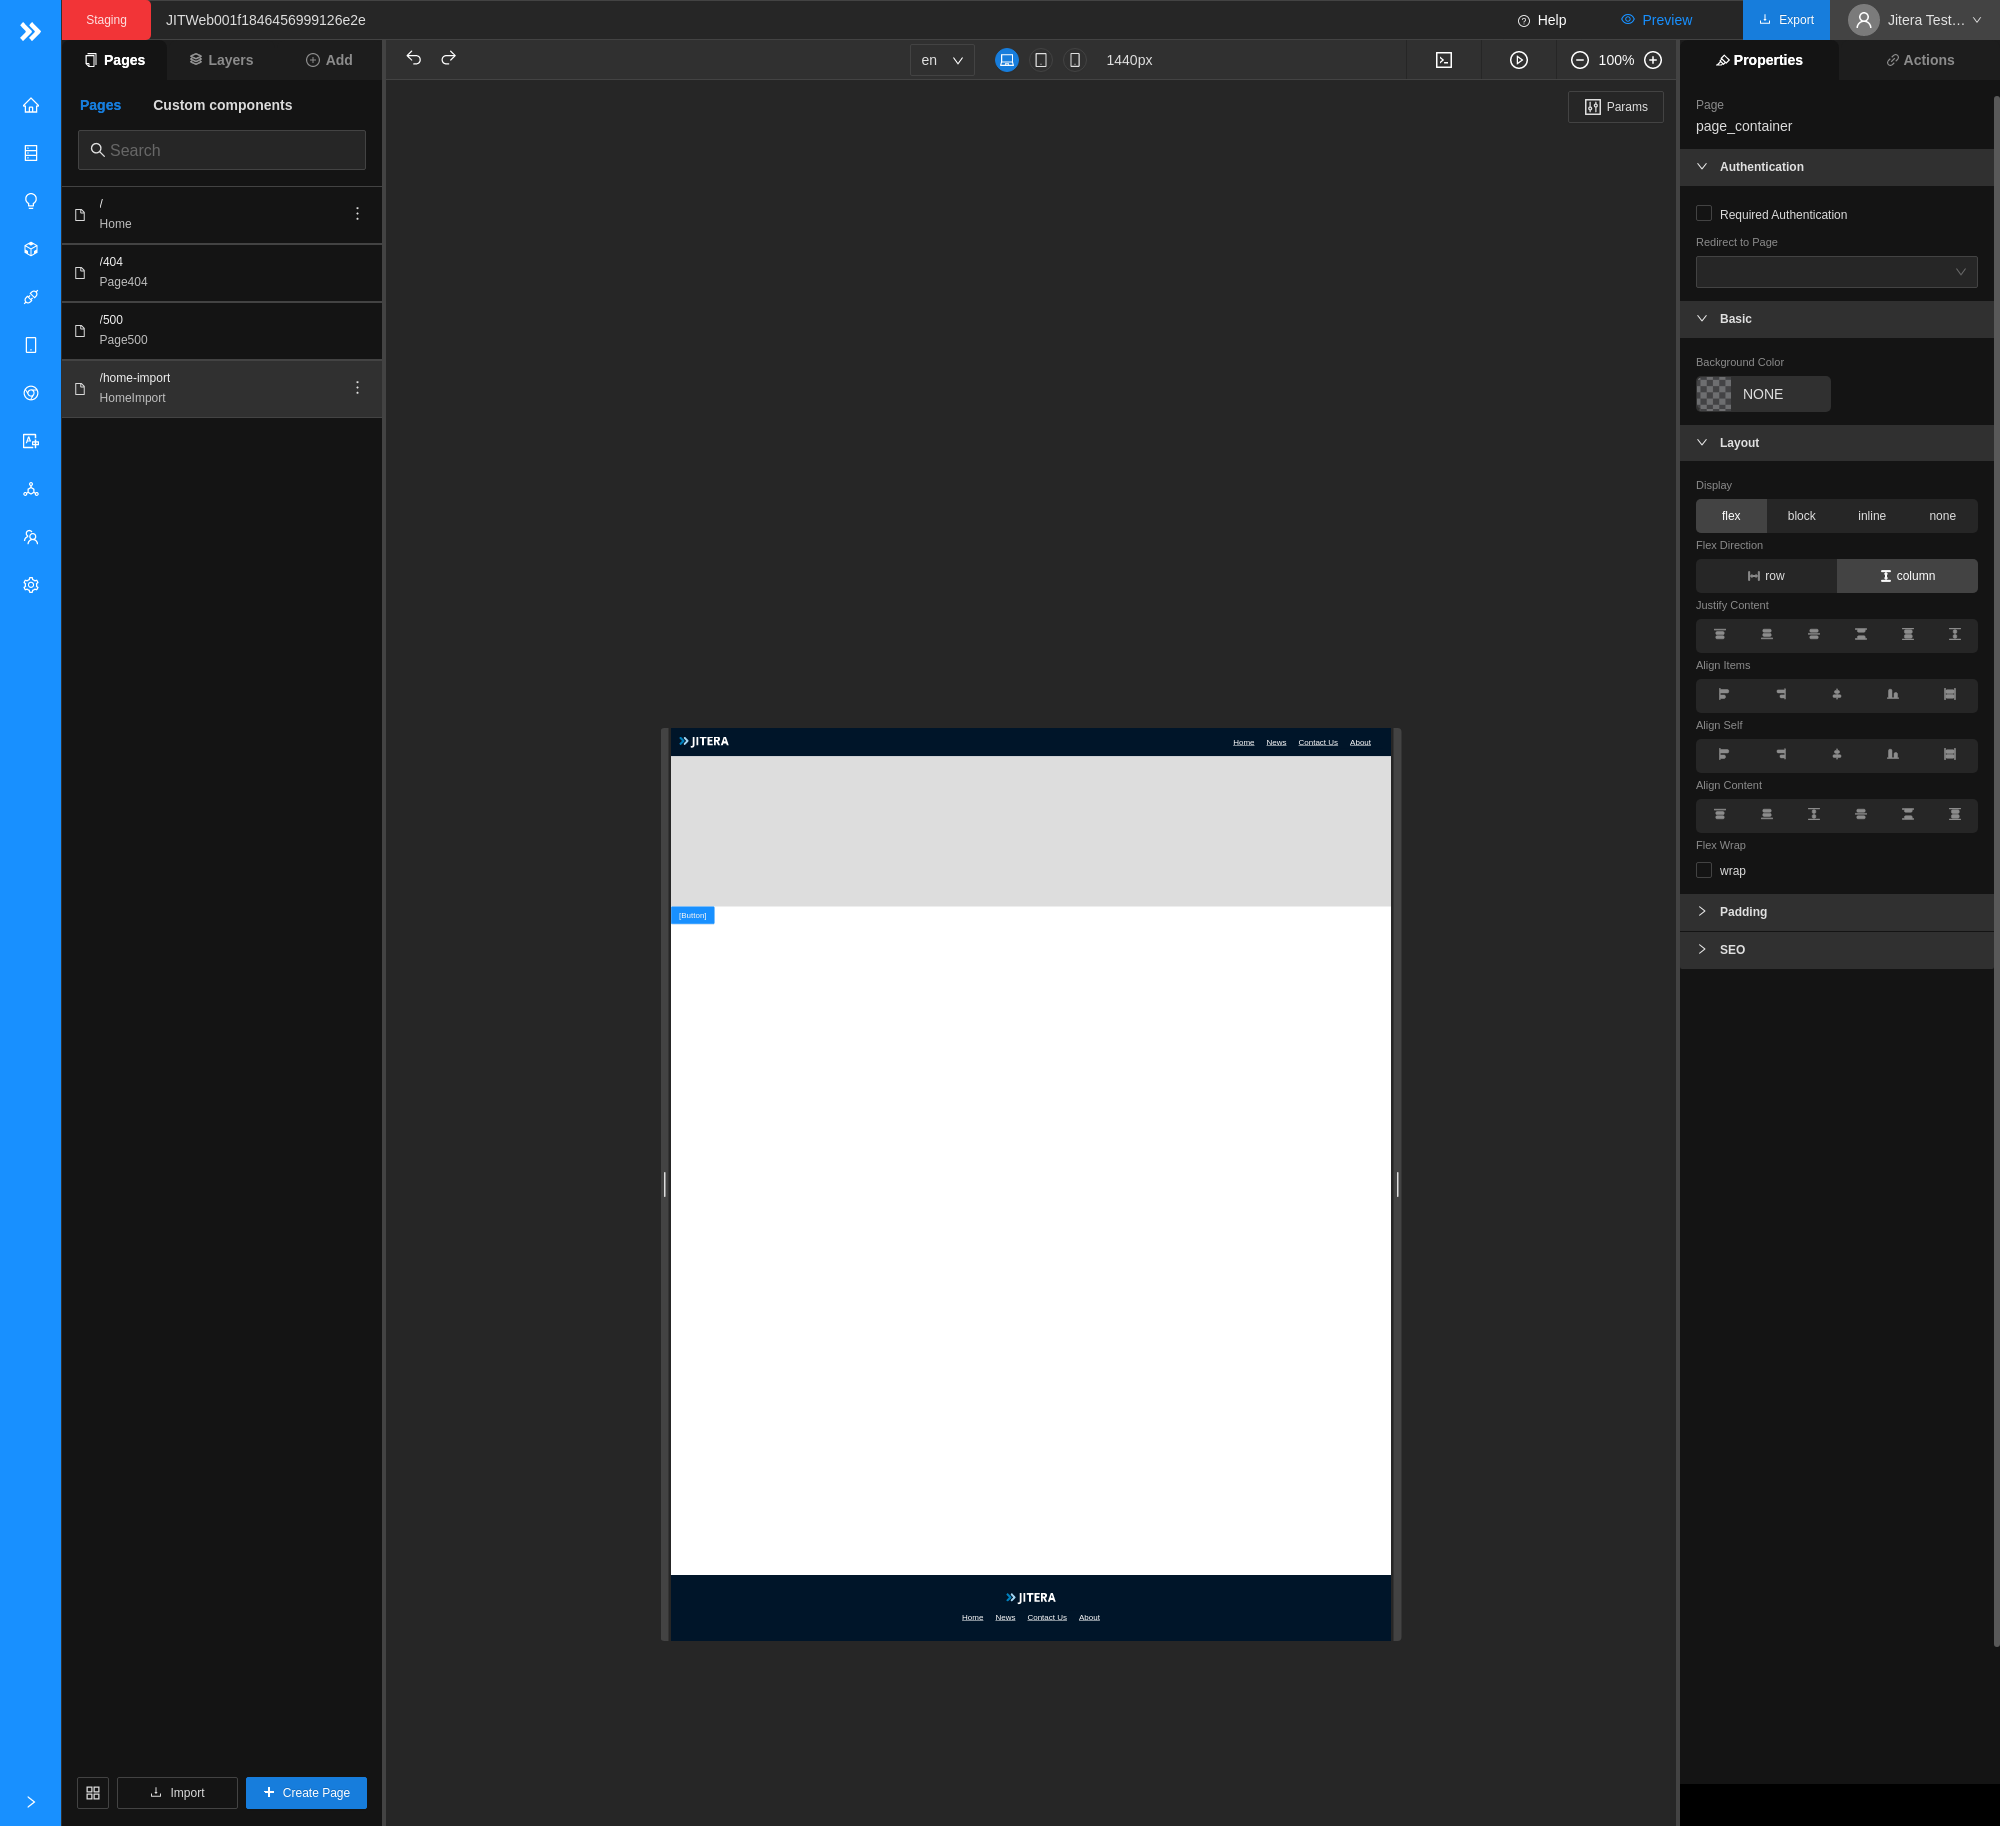 Staging
JITWeb001f1846456999126e2e
Help
Preview
Export
Jitera Test…
Pages
Layers
Add
en
1440px
100%
Properties
Actions
Pages
Custom components
Search
/
Home
/404
Page404
/500
Page500
/home-import
HomeImport
Import
Create Page
Params
JITERA
Home
News
Contact Us
About
[Button]
JITERA
Home
News
Contact Us
About
Page
page_container
Authentication
Required Authentication
Redirect to Page
Basic
Background Color
NONE
Layout
Display
flex
block
inline
none
Flex Direction
row
column
Justify Content
Align Items
Align Self
Align Content
Flex Wrap
wrap
Padding
SEO